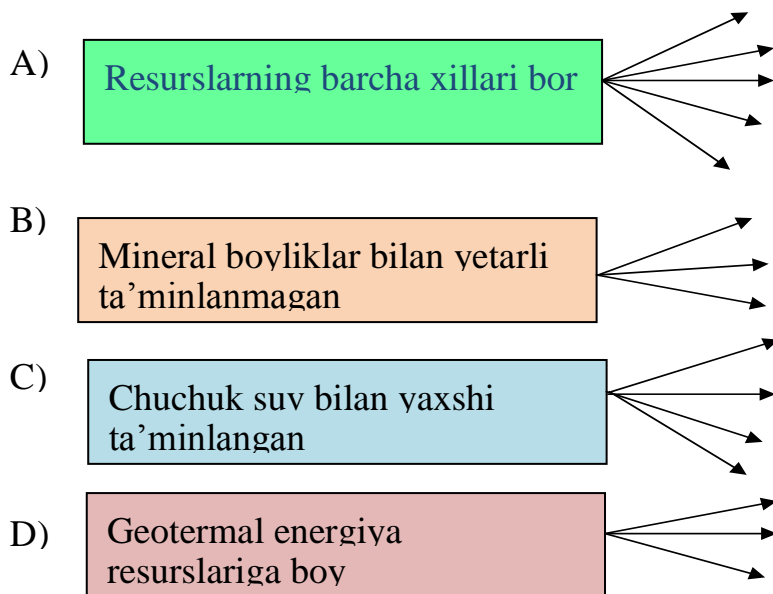 A)
Resurslarning barcha xillari bor
B)
Mineral boyliklar bilan yetarli
ta’minlanmagan
C)
Chuchuk suv bilan yaxshi
ta’minlangan
D)
Geotermal energiya
resurslariga boy